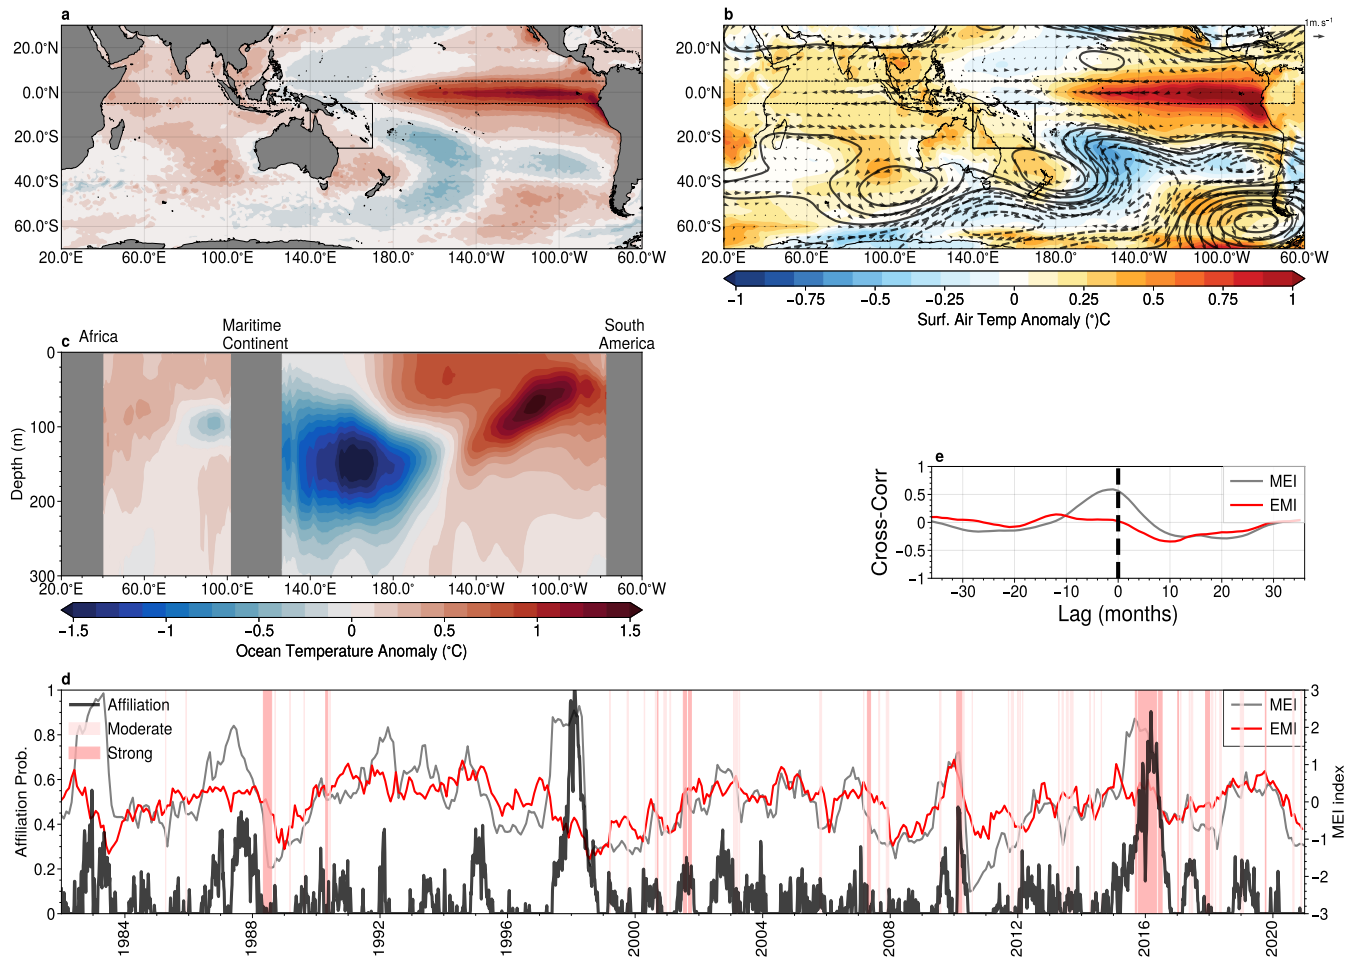 a
20.0°N
0.0°N
20.0°S
40.0°S
60.0°S
20.0°E 60.0°E 100.0°E 140.0°E 180.0° 140.0°W 100.0°W 60.0°W
b
1m.s⁻¹
20.0°N
0.0°N
20.0°S
40.0°S
60.0°S
20.0°E 60.0°E 100.0°E 140.0°E 180.0° 140.0°W 100.0°W 60.0°W
−1 −0.75 −0.5 −0.25 0 0.25 0.5 0.75 1
Surf. Air Temp Anomaly (°)C
c
Africa
Maritime
Continent
South
America
0
100
200
300
Depth (m)
20.0°E 60.0°E 100.0°E 140.0°E 180.0° 140.0°W 100.0°W 60.0°W
−1.5 −1 −0.5 0 0.5 1 1.5
Ocean Temperature Anomaly (°C)
e
1
0.5
0
−0.5
−1
Cross-Corr
MEI
EMI
−30 −20 −10 0 10 20 30
Lag (months)
d
1
0.8
0.6
0.4
0.2
0
Affiliation Prob.
Affiliation
Moderate
Strong
MEI
EMI
3
2
1
0
−1
−2
−3
MEI index
1984 1988 1992 1996 2000 2004 2008 2012 2016 2020